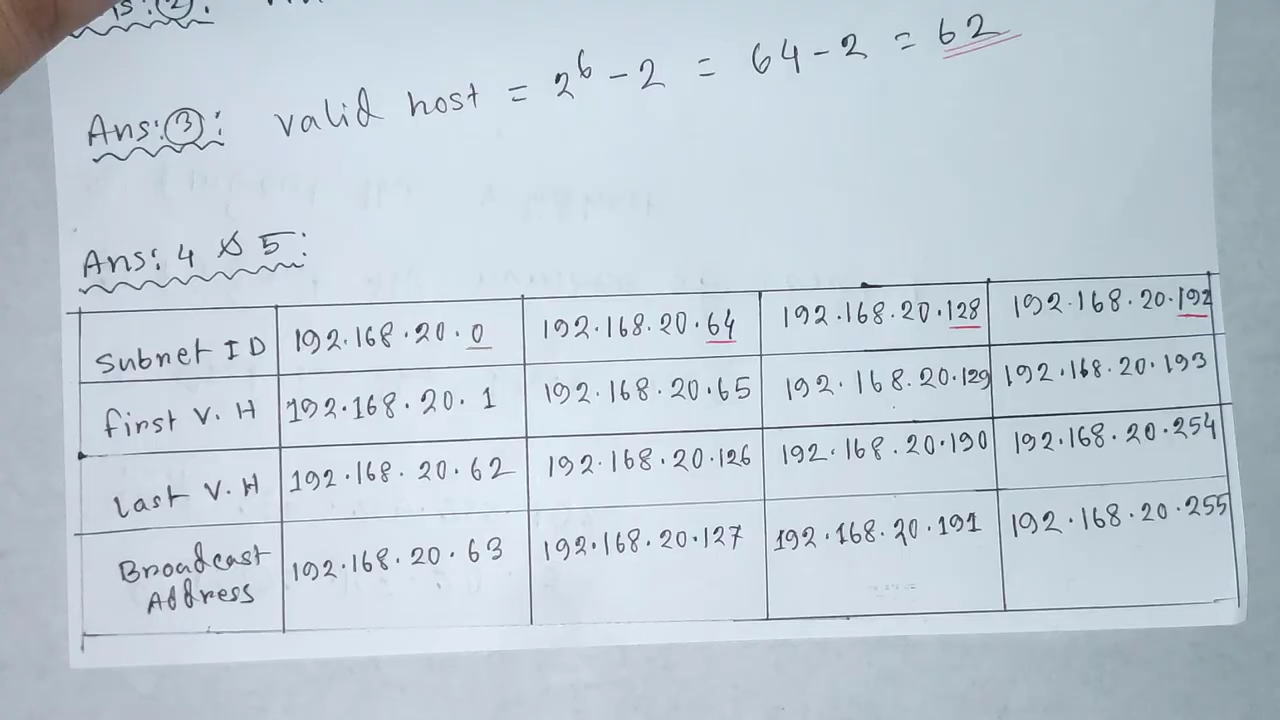 Ans:③: valid host = 2⁶ - 2 = 64 - 2 = 62
Ans: 4 & 5:
Subnet ID 192.168.20.0 192.168.20.64 192.168.20.128 192.168.20.192
first V.H 192.168.20.1 192.168.20.65 192.168.20.129 192.168.20.193
Last V.H 192.168.20.62 192.168.20.126 192.168.20.190 192.168.20.254
Broadcast Address 192.168.20.63 192.168.20.127 192.168.20.191 192.168.20.255